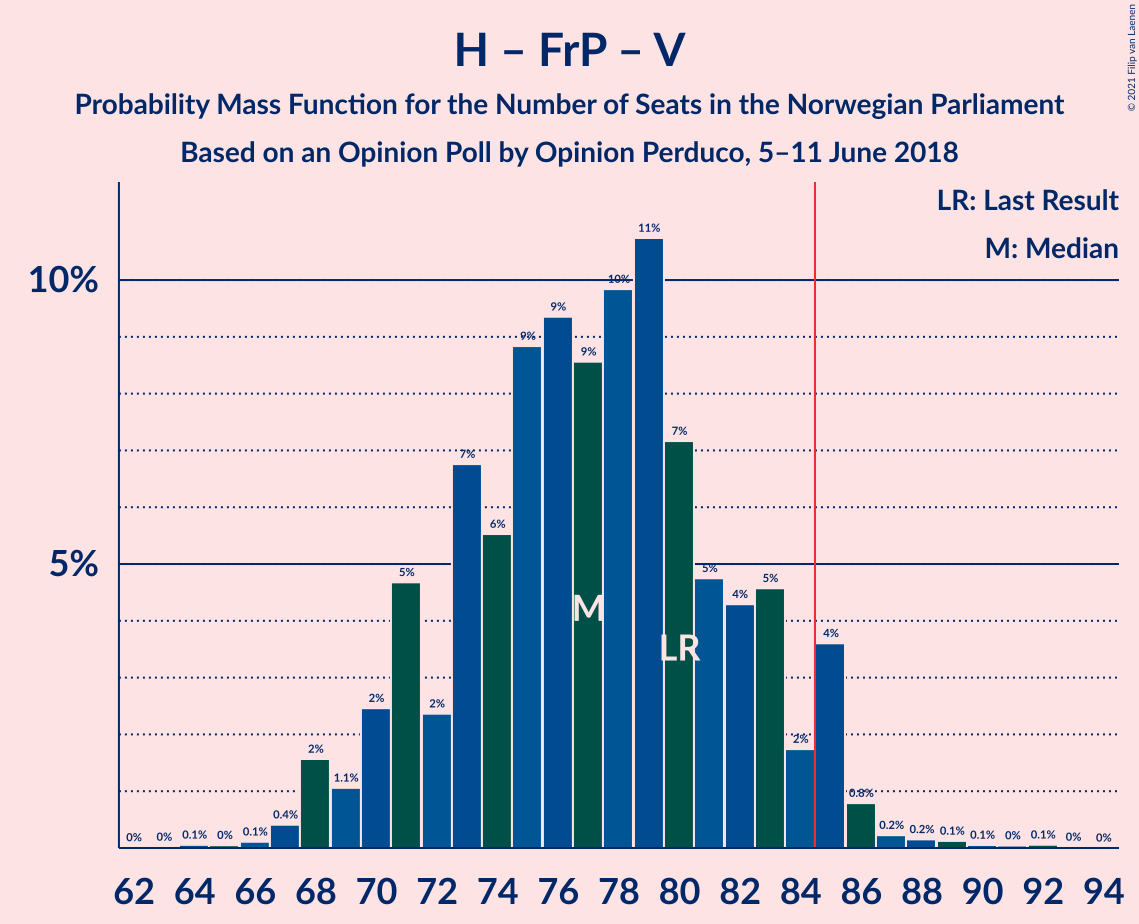 H – FrP – V
Probability Mass Function for the Number of Seats in the Norwegian Parliament
Based on an Opinion Poll by Opinion Perduco, 5–11 June 2018
© 2021 Filip van Laenen
LR: Last Result
M: Median
10%
5%
0% 0% 0.1% 0% 0.1% 0.4% 2% 1.1% 2% 5% 2% 7% 6% 9% 9% 9% 10% 11% 7% 5% 4% 5% 2% 4% 0.8% 0.2% 0.2% 0.1% 0.1% 0% 0.1% 0% 0%
M
LR
62 64 66 68 70 72 74 76 78 80 82 84 86 88 90 92 94